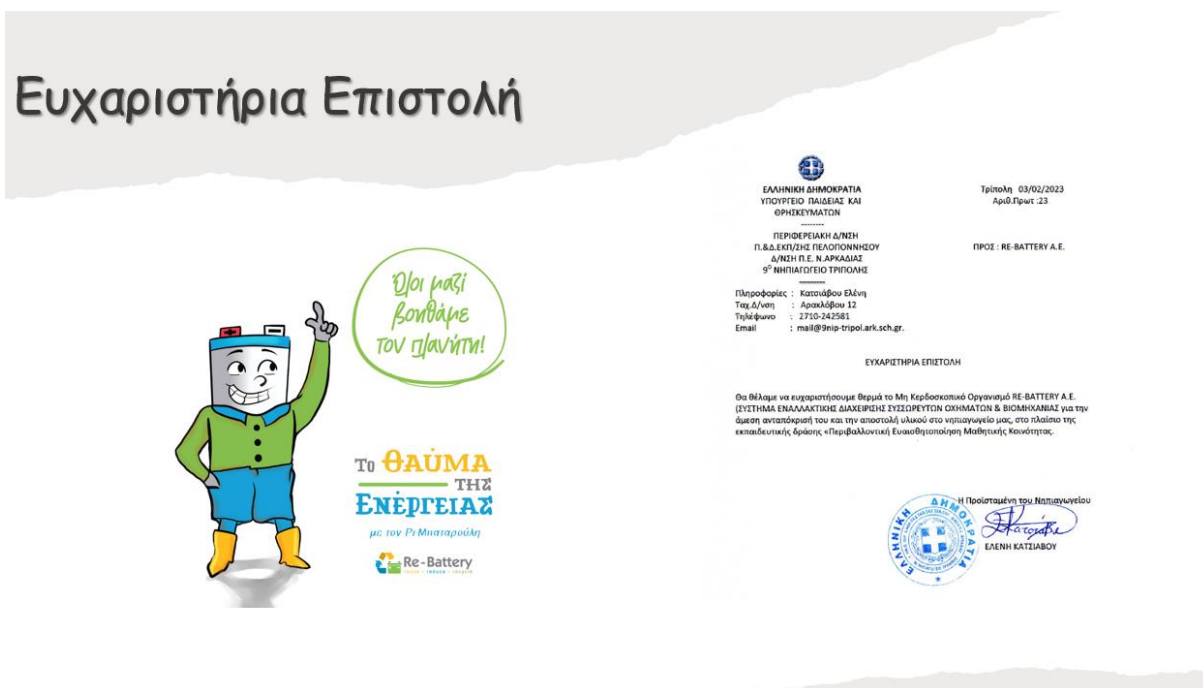 Ευχαριστήρια Επιστολή
Όλοι μαζί
βοηθάμε
τον πλανήτη!
Το ΘΑΥΜΑ
ΤΗΣ
ΕΝΕΡΓΕΙΑΣ
με τον Ρι-Μπαταρούλη
Re-Battery
ΕΛΛΗΝΙΚΗ ΔΗΜΟΚΡΑΤΙΑ
ΥΠΟΥΡΓΕΙΟ ΠΑΙΔΕΙΑΣ ΚΑΙ
ΘΡΗΣΚΕΥΜΑΤΩΝ
--------
ΠΕΡΙΦΕΡΕΙΑΚΗ Δ/ΝΣΗ
Π.&Δ.ΕΚΠ/ΣΗΣ ΠΕΛΟΠΟΝΝΗΣΟΥ
Δ/ΝΣΗ Π.Ε. Ν.ΑΡΚΑΔΙΑΣ
9Ο ΝΗΠΙΑΓΩΓΕΙΟ ΤΡΙΠΟΛΗΣ
---------
Πληροφορίες : Κατσιάβου Ελένη
Ταχ.Δ/νση : Αρακλόβου 12
Τηλέφωνο : 2710-242581
Email : mail@9nip-tripol.ark.sch.gr.
Τρίπολη 03/02/2023
Αριθ.Πρωτ :23
ΠΡΟΣ : RE-BATTERY A.E.
ΕΥΧΑΡΙΣΤΗΡΙΑ ΕΠΙΣΤΟΛΗ
Θα θέλαμε να ευχαριστήσουμε θερμά το Μη Κερδοσκοπικό Οργανισμό RE-BATTERY A.E.
(ΣΥΣΤΗΜΑ ΕΝΑΛΛΑΚΤΙΚΗΣ ΔΙΑΧΕΙΡΙΣΗΣ ΣΥΣΣΩΡΕΥΤΩΝ ΟΧΗΜΑΤΩΝ & ΒΙΟΜΗΧΑΝΙΑΣ για την
άμεση ανταπόκρισή του και την αποστολή υλικού στο νηπιαγωγείο μας, στο πλαίσιο της
εκπαιδευτικής δράσης «Περιβαλλοντική Ευαισθητοποίηση Μαθητικής Κοινότητας.
Η Προϊσταμένη του Νηπιαγωγείου
ΕΛΛΗΝΙΚΗ ΔΗΜΟΚΡΑΤΙΑ
ΕΛΕΝΗ ΚΑΤΣΙΑΒΟΥ